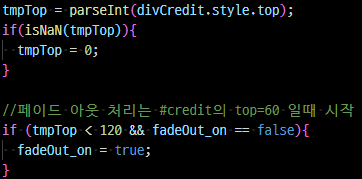 tmpTop = parseInt(divCredit.style.top);
if(isNaN(tmpTop)){
  tmpTop = 0;
}

//페이드 아웃 처리는 #credit의 top=60 일때 시작
if (tmpTop < 120 && fadeOut_on == false){
  fadeOut_on = true;
}